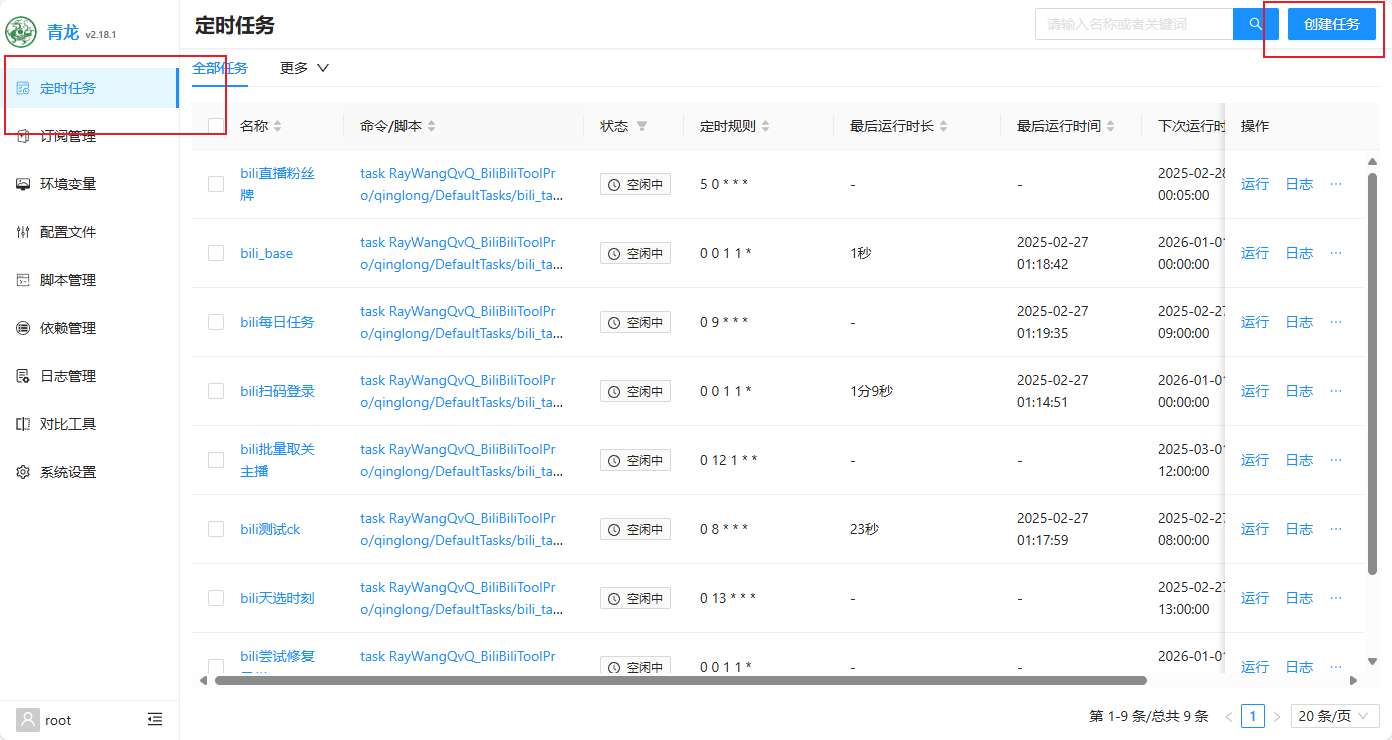 青龙 v2.18.1
定时任务
订阅管理
环境变量
配置文件
脚本管理
依赖管理
日志管理
对比工具
系统设置
root
定时任务
请输入名称或者关键词
创建任务
全部任务 更多
名称 命令/脚本 状态 定时规则 最后运行时长 最后运行时间 下次运行时 操作
bili直播粉丝 task RayWangQvQ_BiliBiliToolPr 2025-02-28
空闲中 5 0 * * * - - 运行 日志 ...
牌 o/qinglong/DefaultTasks/bili_ta... 00:05:00
task RayWangQvQ_BiliBiliToolPr 2025-02-27 2026-01-01
bili_base 空闲中 0 0 1 1 * 1秒 运行 日志 ...
o/qinglong/DefaultTasks/bili_ta... 01:18:42 00:00:00
task RayWangQvQ_BiliBiliToolPr 2025-02-27 2025-02-27
bili每日任务 空闲中 0 9 * * * - 运行 日志 ...
o/qinglong/DefaultTasks/bili_ta... 01:19:35 09:00:00
task RayWangQvQ_BiliBiliToolPr 2025-02-27 2026-01-01
bili扫码登录 空闲中 0 0 1 1 * 1分9秒 运行 日志 ...
o/qinglong/DefaultTasks/bili_ta... 01:14:51 00:00:00
bili批量取关 task RayWangQvQ_BiliBiliToolPr 2025-03-01
空闲中 0 12 1 * * - - 运行 日志 ...
主播 o/qinglong/DefaultTasks/bili_ta... 12:00:00
task RayWangQvQ_BiliBiliToolPr 2025-02-27 2025-02-27
bili测试ck 空闲中 0 8 * * * 23秒 运行 日志 ...
o/qinglong/DefaultTasks/bili_ta... 01:17:59 08:00:00
task RayWangQvQ_BiliBiliToolPr 2025-02-27
bili天选时刻 空闲中 0 13 * * * - - 运行 日志 ...
o/qinglong/DefaultTasks/bili_ta... 13:00:00
bili尝试修复 task RayWangQvQ_BiliBiliToolPr 2026-01-01
空闲中 0 0 1 1 * - - 运行 日志 ...
第 1-9 条/总共 9 条 < 1 > 20 条/页